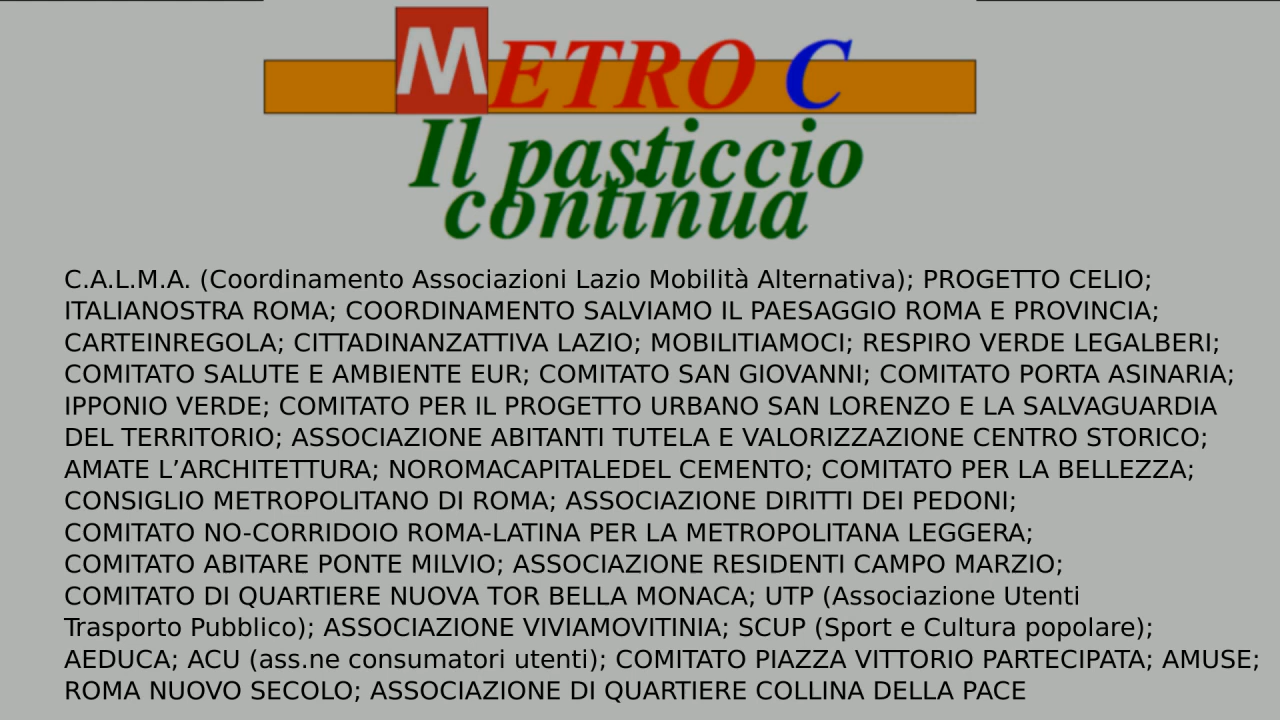 METRO C
Il pasticcio
continua
C.A.L.M.A. (Coordinamento Associazioni Lazio Mobilità Alternativa); PROGETTO CELIO;
ITALIANOSTRA ROMA; COORDINAMENTO SALVIAMO IL PAESAGGIO ROMA E PROVINCIA;
CARTEINREGOLA; CITTADINANZATTIVA LAZIO; MOBILITIAMOCI; RESPIRO VERDE LEGALBERI;
COMITATO SALUTE E AMBIENTE EUR; COMITATO SAN GIOVANNI; COMITATO PORTA ASINARIA;
IPPONIO VERDE; COMITATO PER IL PROGETTO URBANO SAN LORENZO E LA SALVAGUARDIA
DEL TERRITORIO; ASSOCIAZIONE ABITANTI TUTELA E VALORIZZAZIONE CENTRO STORICO;
AMATE L’ARCHITETTURA; NOROMACAPITALEDEL CEMENTO; COMITATO PER LA BELLEZZA;
CONSIGLIO METROPOLITANO DI ROMA; ASSOCIAZIONE DIRITTI DEI PEDONI;
COMITATO NO-CORRIDOIO ROMA-LATINA PER LA METROPOLITANA LEGGERA;
COMITATO ABITARE PONTE MILVIO; ASSOCIAZIONE RESIDENTI CAMPO MARZIO;
COMITATO DI QUARTIERE NUOVA TOR BELLA MONACA; UTP (Associazione Utenti
Trasporto Pubblico); ASSOCIAZIONE VIVIAMOVITINIA; SCUP (Sport e Cultura popolare);
AEDUCA; ACU (ass.ne consumatori utenti); COMITATO PIAZZA VITTORIO PARTECIPATA; AMUSE;
ROMA NUOVO SECOLO; ASSOCIAZIONE DI QUARTIERE COLLINA DELLA PACE